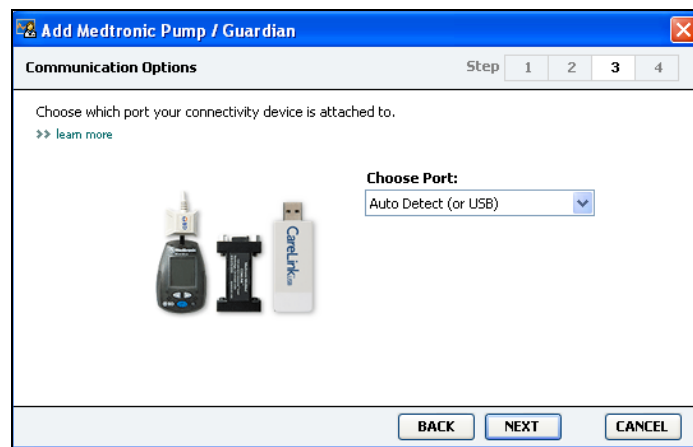 Add Medtronic Pump / Guardian
Communication Options
Step 1 2 3 4
Choose which port your connectivity device is attached to.
>> learn more
Choose Port:
Auto Detect (or USB)
CareLink USB
BACK NEXT CANCEL